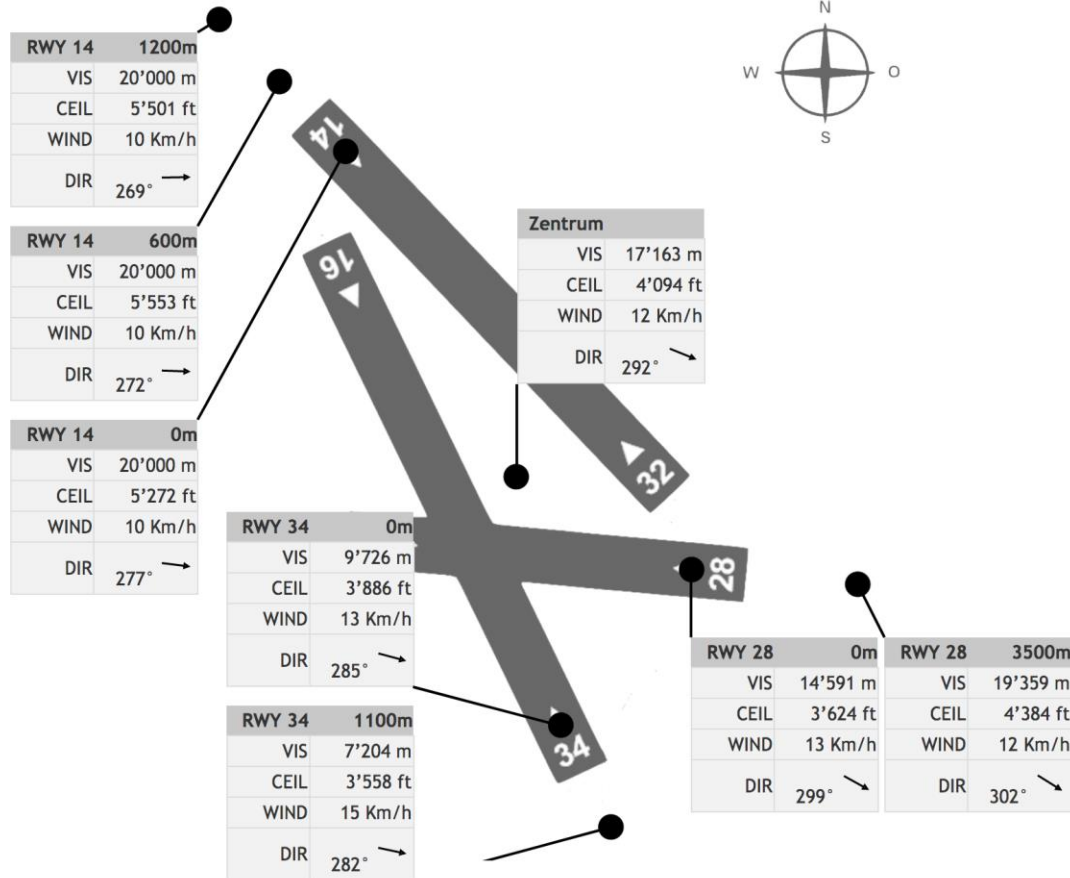 N
W O
S
RWY 14 1200m
VIS 20’000 m
CEIL 5’501 ft
WIND 10 Km/h
DIR 269°
RWY 14 600m
VIS 20’000 m
CEIL 5’553 ft
WIND 10 Km/h
DIR 272°
RWY 14 0m
VIS 20’000 m
CEIL 5’272 ft
WIND 10 Km/h
DIR 277°
14
16
Zentrum
VIS 17’163 m
CEIL 4’094 ft
WIND 12 Km/h
DIR 292°
32
RWY 34 0m
VIS 9’726 m
CEIL 3’886 ft
WIND 13 Km/h
DIR 285°
28
34
RWY 34 1100m
VIS 7’204 m
CEIL 3’558 ft
WIND 15 Km/h
DIR 282°
RWY 28 0m
VIS 14’591 m
CEIL 3’624 ft
WIND 13 Km/h
DIR 299°
RWY 28 3500m
VIS 19’359 m
CEIL 4’384 ft
WIND 12 Km/h
DIR 302°